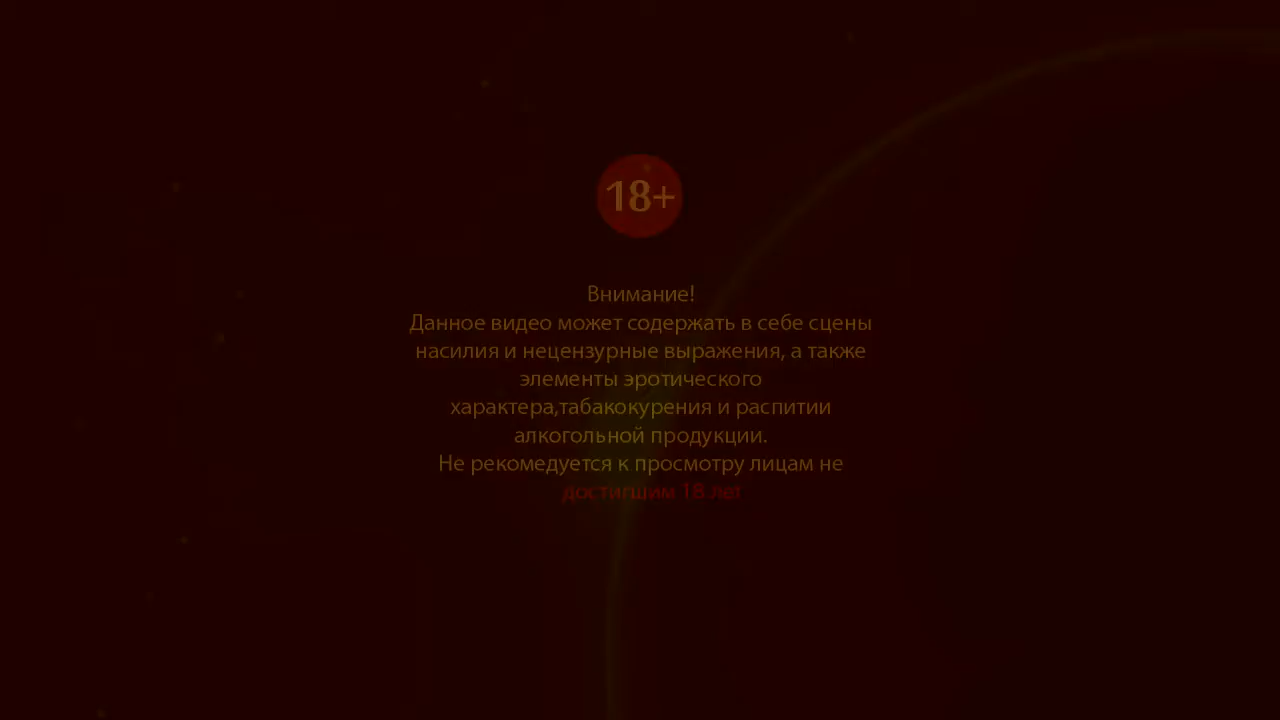 18+
Внимание!
Данное видео может содержать в себе сцены
насилия и нецензурные выражения, а также
элементы эротического
характера,табакокурения и распитии
алкогольной продукции.
Не рекомедуется к просмотру лицам не
достигшим 18 лет